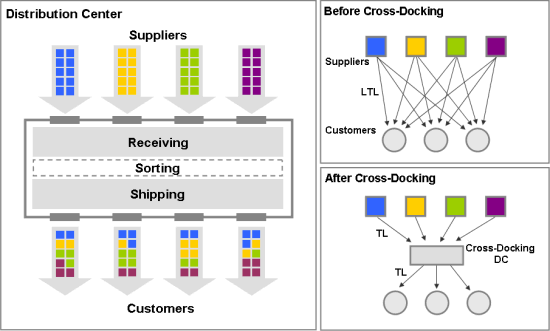 Distribution Center
Suppliers
Receiving
Sorting
Shipping
Customers
Before Cross-Docking
Suppliers
LTL
Customers
After Cross-Docking
TL
Cross-Docking
DC
TL